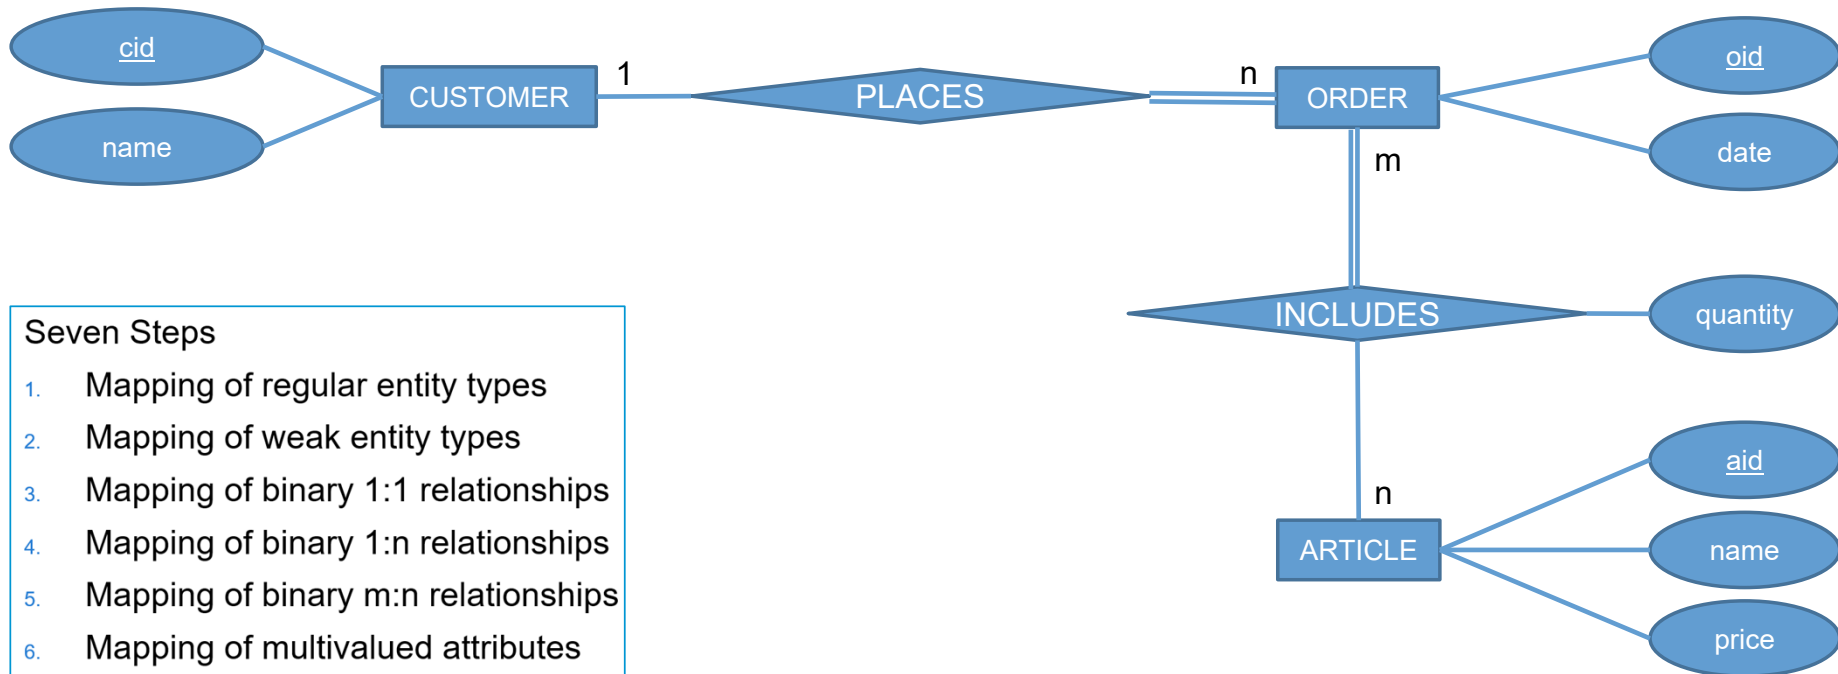 cid
name
CUSTOMER
1
PLACES
n
ORDER
oid
date
m
INCLUDES
quantity
n
ARTICLE
aid
name
price
Seven Steps
1. Mapping of regular entity types
2. Mapping of weak entity types
3. Mapping of binary 1:1 relationships
4. Mapping of binary 1:n relationships
5. Mapping of binary m:n relationships
6. Mapping of multivalued attributes